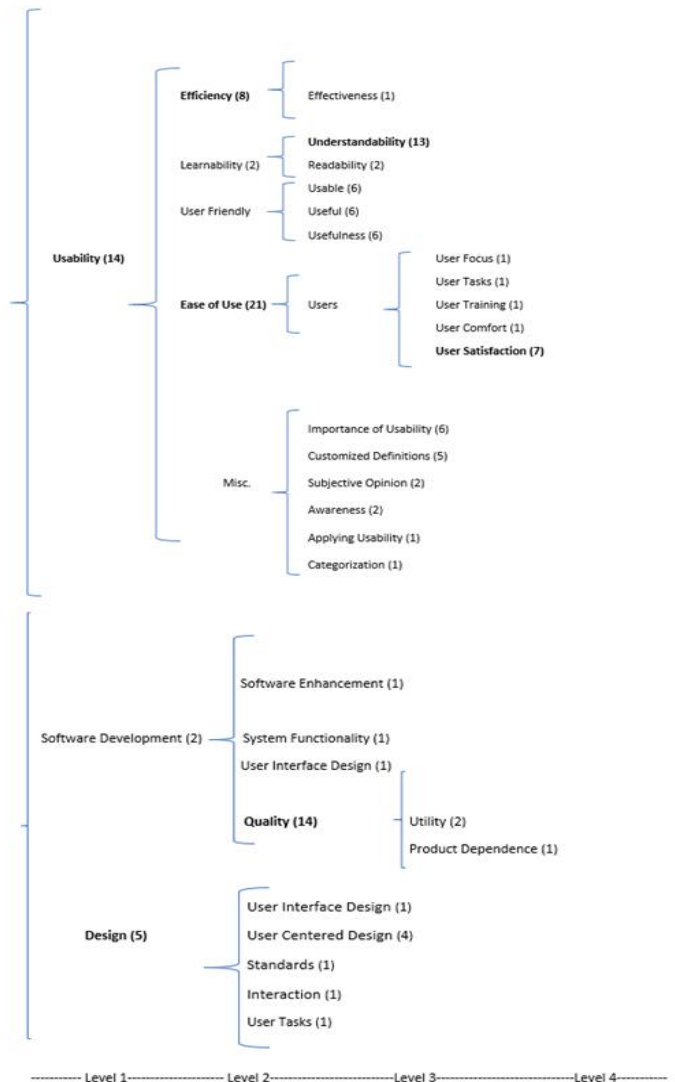 Efficiency (8)
Effectiveness (1)
Understandability (13)
Learnability (2)
Readability (2)
Usable (6)
User Friendly
Useful (6)
Usefulness (6)
Usability (14)
User Focus (1)
User Tasks (1)
Ease of Use (21)
Users
User Training (1)
User Comfort (1)
User Satisfaction (7)
Importance of Usability (6)
Customized Definitions (5)
Misc.
Subjective Opinion (2)
Awareness (2)
Applying Usability (1)
Categorization (1)
Software Enhancement (1)
Software Development (2)
System Functionality (1)
User Interface Design (1)
Quality (14)
Utility (2)
Product Dependence (1)
User Interface Design (1)
Design (5)
User Centered Design (4)
Standards (1)
Interaction (1)
User Tasks (1)
----------- Level 1---------------------- Level 2----------------------------Level 3-------------------------------Level 4-----------